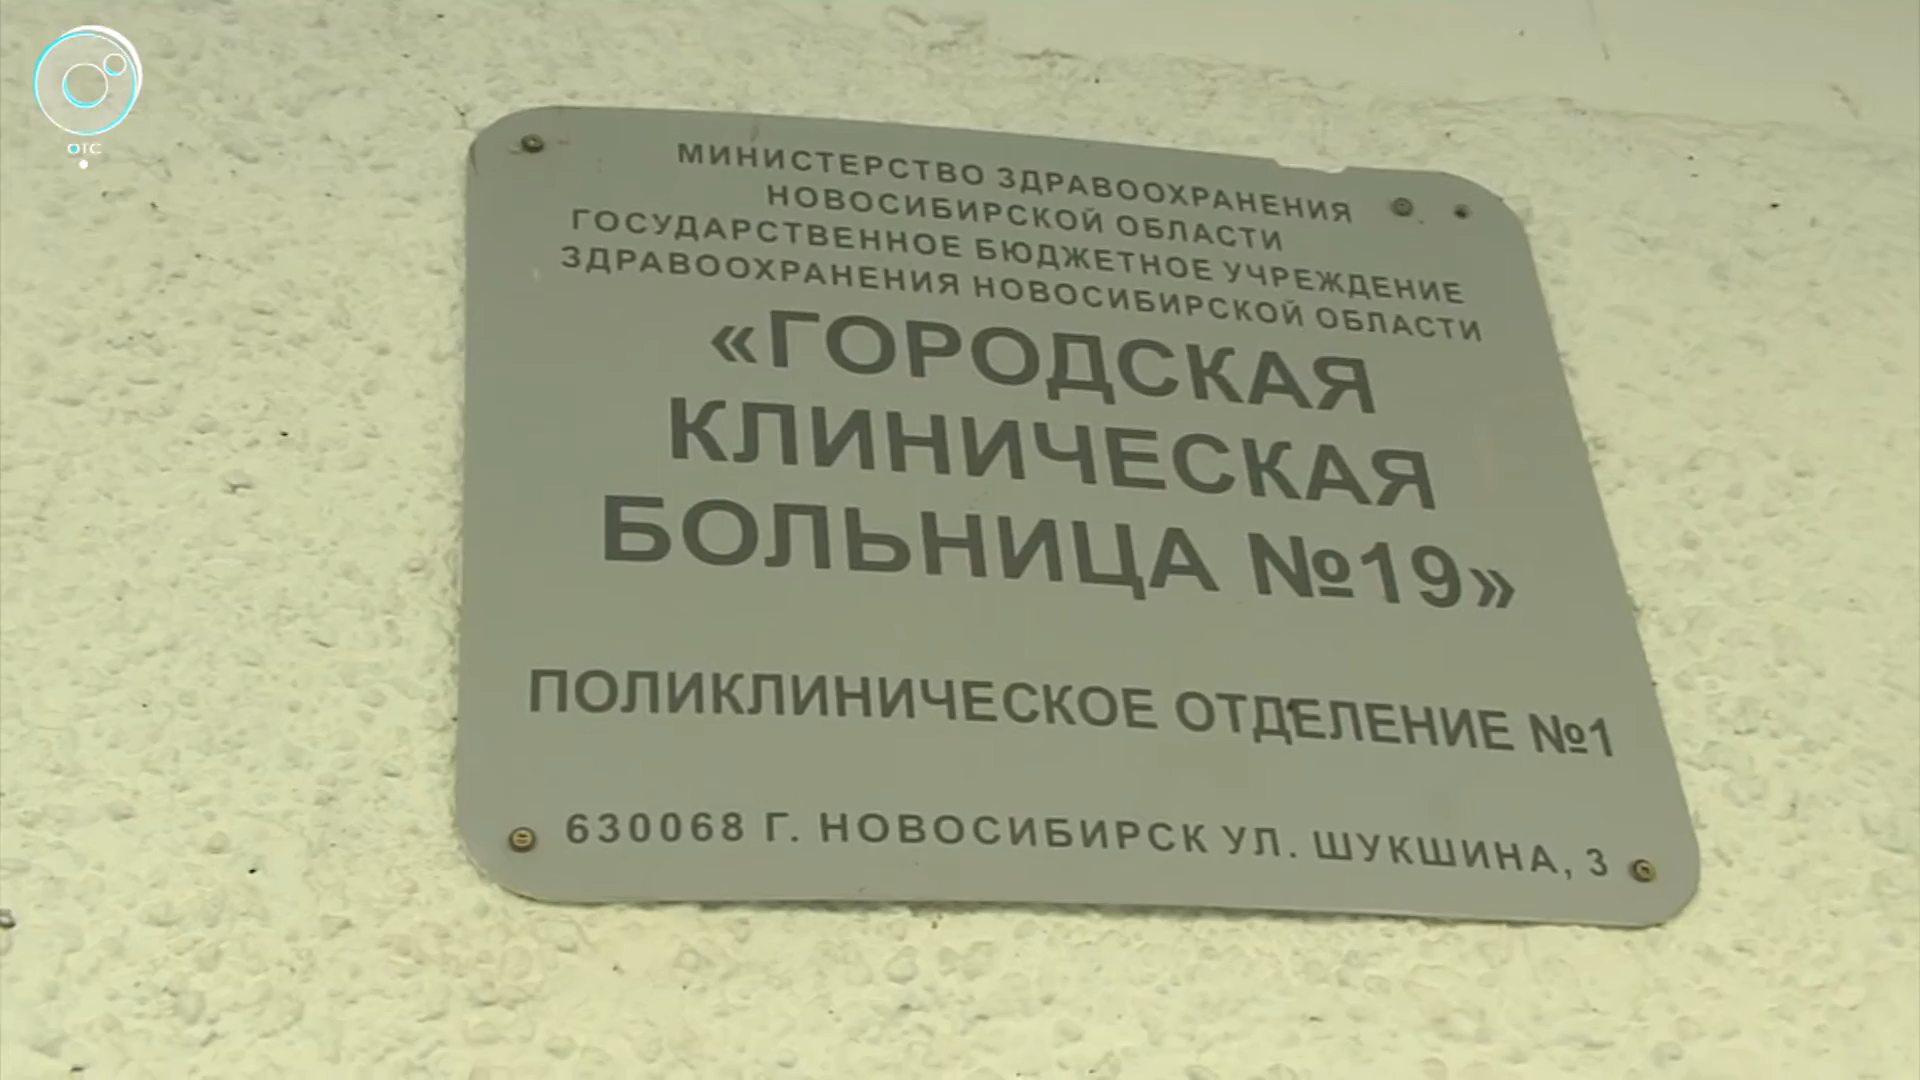 ОТС
МИНИСТЕРСТВО ЗДРАВООХРАНЕНИЯ
НОВОСИБИРСКОЙ ОБЛАСТИ
ГОСУДАРСТВЕННОЕ БЮДЖЕТНОЕ УЧРЕЖДЕНИЕ
ЗДРАВООХРАНЕНИЯ НОВОСИБИРСКОЙ ОБЛАСТИ
«ГОРОДСКАЯ
КЛИНИЧЕСКАЯ
БОЛЬНИЦА №19»
ПОЛИКЛИНИЧЕСКОЕ ОТДЕЛЕНИЕ №1
630068 Г. НОВОСИБИРСК УЛ. ШУКШИНА, 3